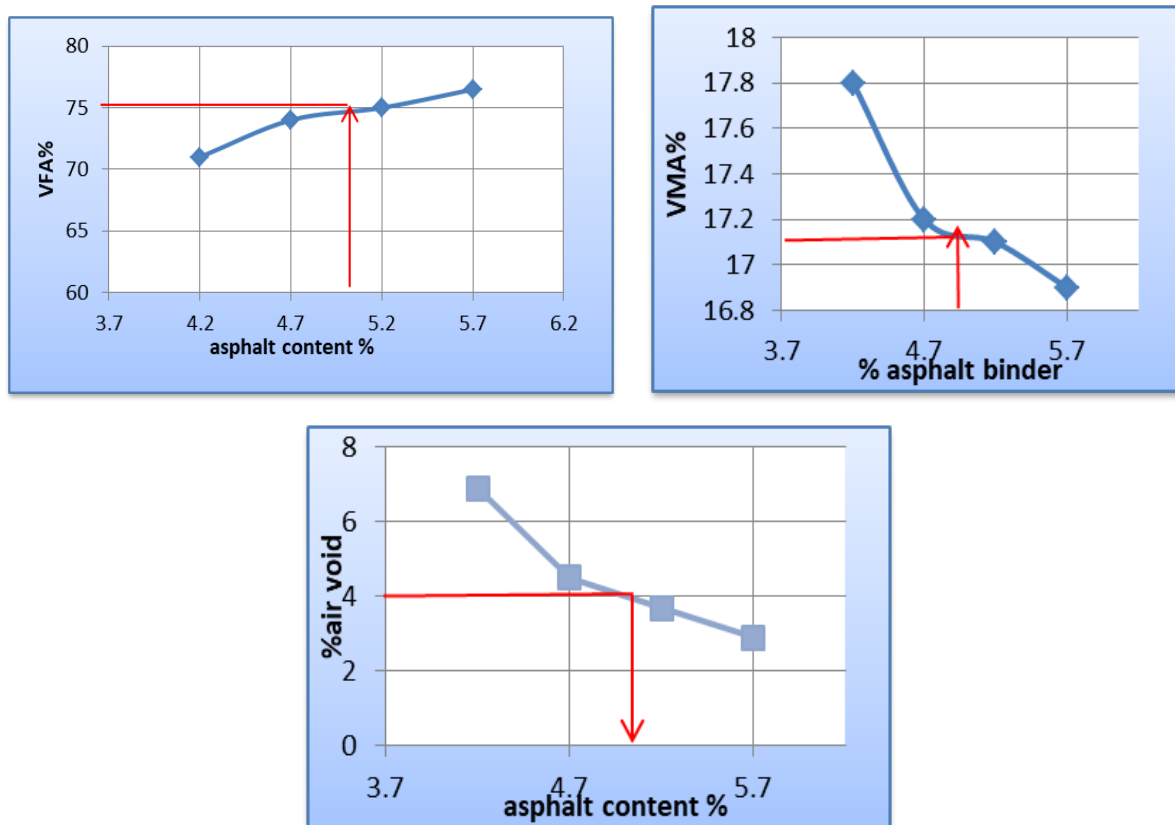 80
75
70
65
60
VFA%
3.7 4.2 4.7 5.2 5.7 6.2
asphalt content %
18
17.8
17.6
17.4
17.2
17
16.8
VMA%
3.7 4.7 5.7
% asphalt binder
8
6
4
2
0
%air void
3.7 4.7 5.7
asphalt content %